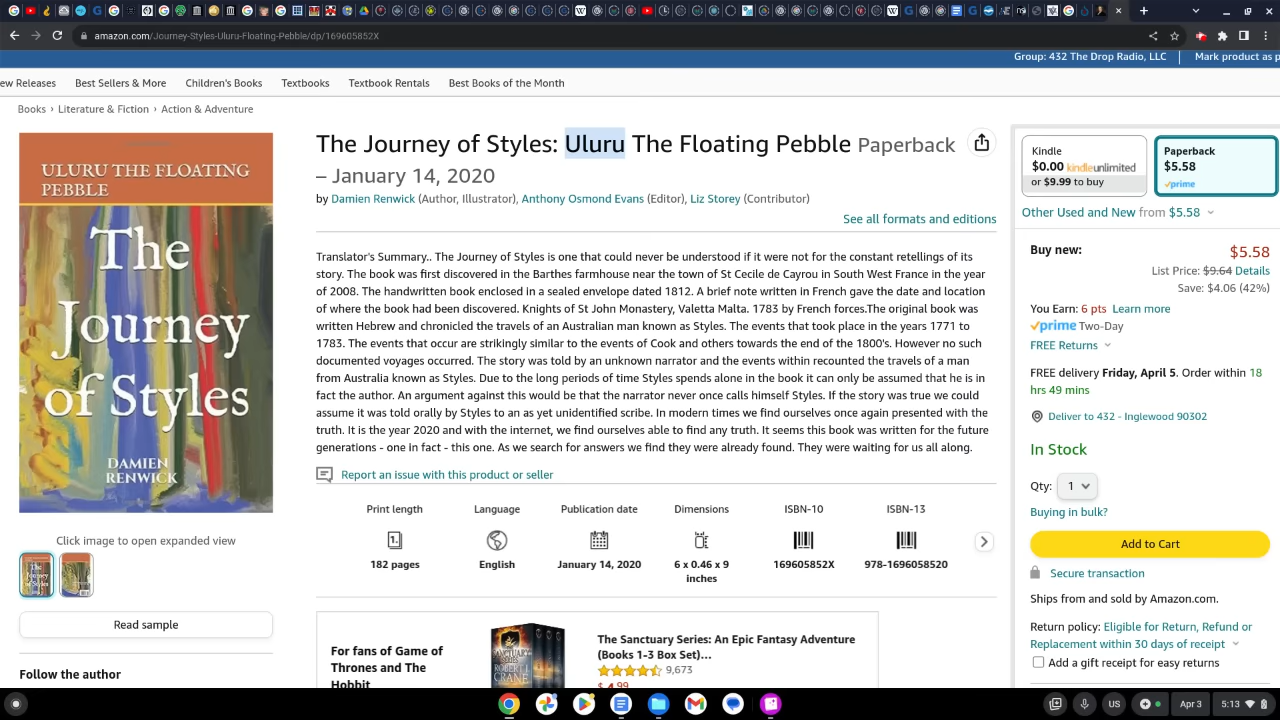 amazon.com/Journey-Styles-Uluru-Floating-Pebble/dp/169605852X
Group: 432 The Drop Radio, LLC
Mark product as p
ew Releases
Best Sellers & More
Children's Books
Textbooks
Textbook Rentals
Best Books of the Month
Books › Literature & Fiction › Action & Adventure
ULURU THE FLOATING
PEBBLE
The
Journey
of Styles
DAMIEN
RENWICK
Click image to open expanded view
Read sample
Follow the author
The Journey of Styles: Uluru The Floating Pebble Paperback
– January 14, 2020
by Damien Renwick (Author, Illustrator), Anthony Osmond Evans (Editor), Liz Storey (Contributor)
See all formats and editions
Translator's Summary.. The Journey of Styles is one that could never be understood if it were not for the constant retellings of its
story. The book was first discovered in the Barthes farmhouse near the town of St Cecile de Cayrou in South West France in the year
of 2008. The handwritten book enclosed in a sealed envelope dated 1812. A brief note written in French gave the date and location
of where the book had been discovered. Knights of St John Monastery, Valetta Malta. 1783 by French forces.The original book was
written Hebrew and chronicled the travels of an Australian man known as Styles. The events that took place in the years 1771 to
1783. The events that occur are strikingly similar to the events of Cook and others towards the end of the 1800's. However no such
documented voyages occurred. The story was told by an unknown narrator and the events within recounted the travels of a man
from Australia known as Styles. Due to the long periods of time Styles spends alone in the book it can only be assumed that he is in
fact the author. An argument against this would be that the narrator never once calls himself Styles. If the story was true we could
assume it was told orally by Styles to an as yet unidentified scribe. In modern times we find ourselves once again presented with the
truth. It is the year 2020 and with the internet, we find ourselves able to find any truth. It seems this book was written for the future
generations - one in fact - this one. As we search for answers we find they were already found. They were waiting for us all along.
Report an issue with this product or seller
Print length
Language
Publication date
Dimensions
ISBN-10
ISBN-13
182 pages
English
January 14, 2020
6 x 0.46 x 9
inches
169605852X
978-1696058520
For fans of Game of
Thrones and The
Hobbit
The Sanctuary Series: An Epic Fantasy Adventure
(Books 1-3 Box Set)...
9,673
$4.99
Kindle
$0.00 kindleunlimited
or $9.99 to buy
Paperback
$5.58
prime
Other Used and New from $5.58
Buy new:
$5.58
List Price: $9.64 Details
Save: $4.06 (42%)
You Earn: 6 pts Learn more
prime Two-Day
FREE Returns
FREE delivery Friday, April 5. Order within 18
hrs 49 mins
Deliver to 432 - Inglewood 90302
In Stock
Qty: 1
Buying in bulk?
Add to Cart
Secure transaction
Ships from and sold by Amazon.com.
Return policy: Eligible for Return, Refund or
Replacement within 30 days of receipt
Add a gift receipt for easy returns
US
Apr 3
5:13